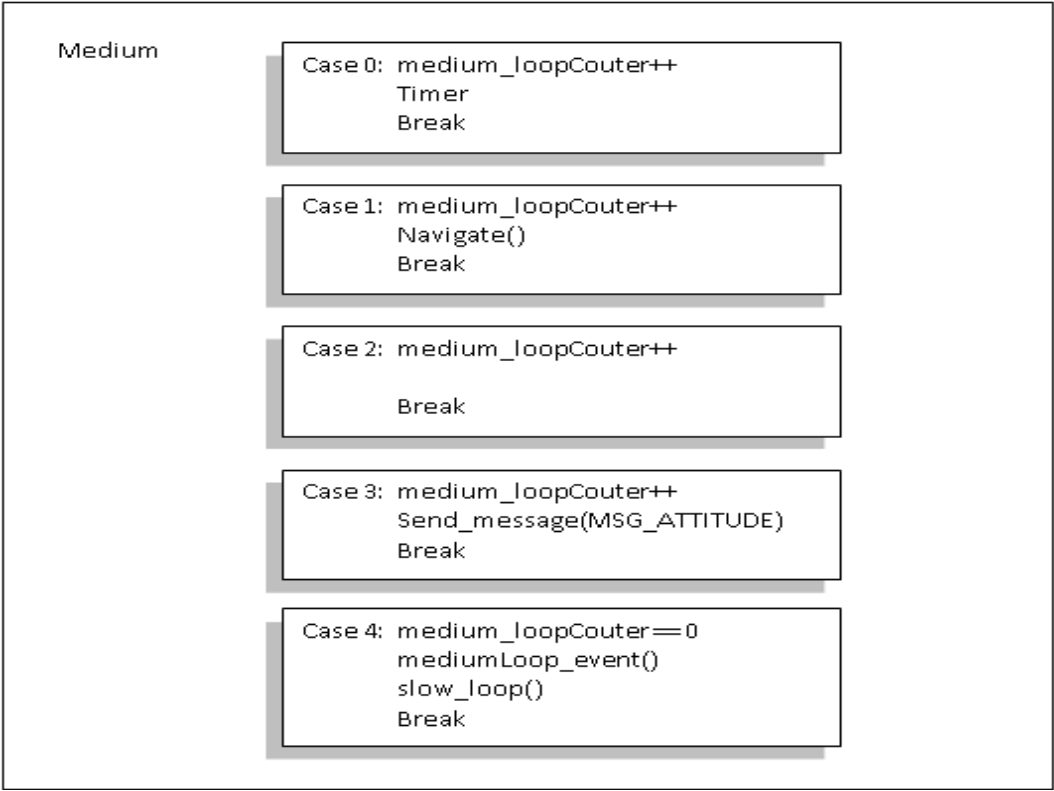 Medium
Case 0: medium_loopCouter++
Timer
Break
Case 1: medium_loopCouter++
Navigate()
Break
Case 2: medium_loopCouter++
Break
Case 3: medium_loopCouter++
Send_message(MSG_ATTITUDE)
Break
Case 4: medium_loopCouter==0
mediumLoop_event()
slow_loop()
Break